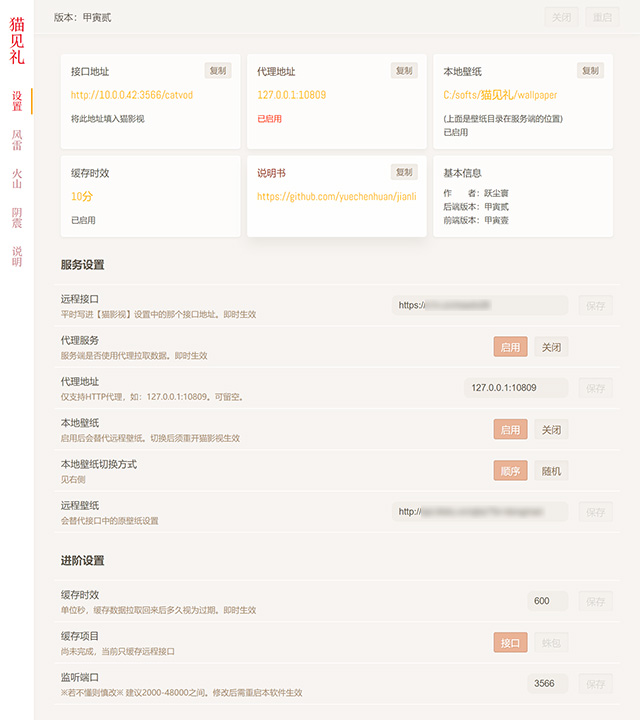 猫见礼
设置
风雷
火山
阴震
说明
版本：甲寅贰
关闭
重启
接口地址
复制
http://10.0.0.42:3566/catvod
将此地址填入猫影视
代理地址
复制
127.0.0.1:10809
已启用
本地壁纸
复制
C:/softs/猫见礼/wallpaper
(上面是壁纸目录在服务端的位置)
已启用
缓存时效
10分
已启用
说明书
复制
https://github.com/yuechenhuan/jianli
基本信息
作　　者：跃尘寰
后端版本：甲寅贰
前端版本：甲寅壹
服务设置
远程接口
平时写进【猫影视】设置中的那个接口地址。即时生效
https:/
保存
代理服务
服务端是否使用代理拉取数据。即时生效
启用
关闭
代理地址
仅支持HTTP代理，如：127.0.0.1:10809。可留空。
127.0.0.1:10809
保存
本地壁纸
启用后会替代远程壁纸。切换后须重开猫影视生效
启用
关闭
本地壁纸切换方式
见右侧
顺序
随机
远程壁纸
会替代接口中的原壁纸设置
http:/
保存
进阶设置
缓存时效
单位秒，缓存数据拉取回来后多久视为过期。即时生效
600
保存
缓存项目
尚未完成，当前只缓存远程接口
接口
蛛包
监听端口
※若不懂则慎改※ 建议2000-48000之间。修改后需重启本软件生效
3566
保存